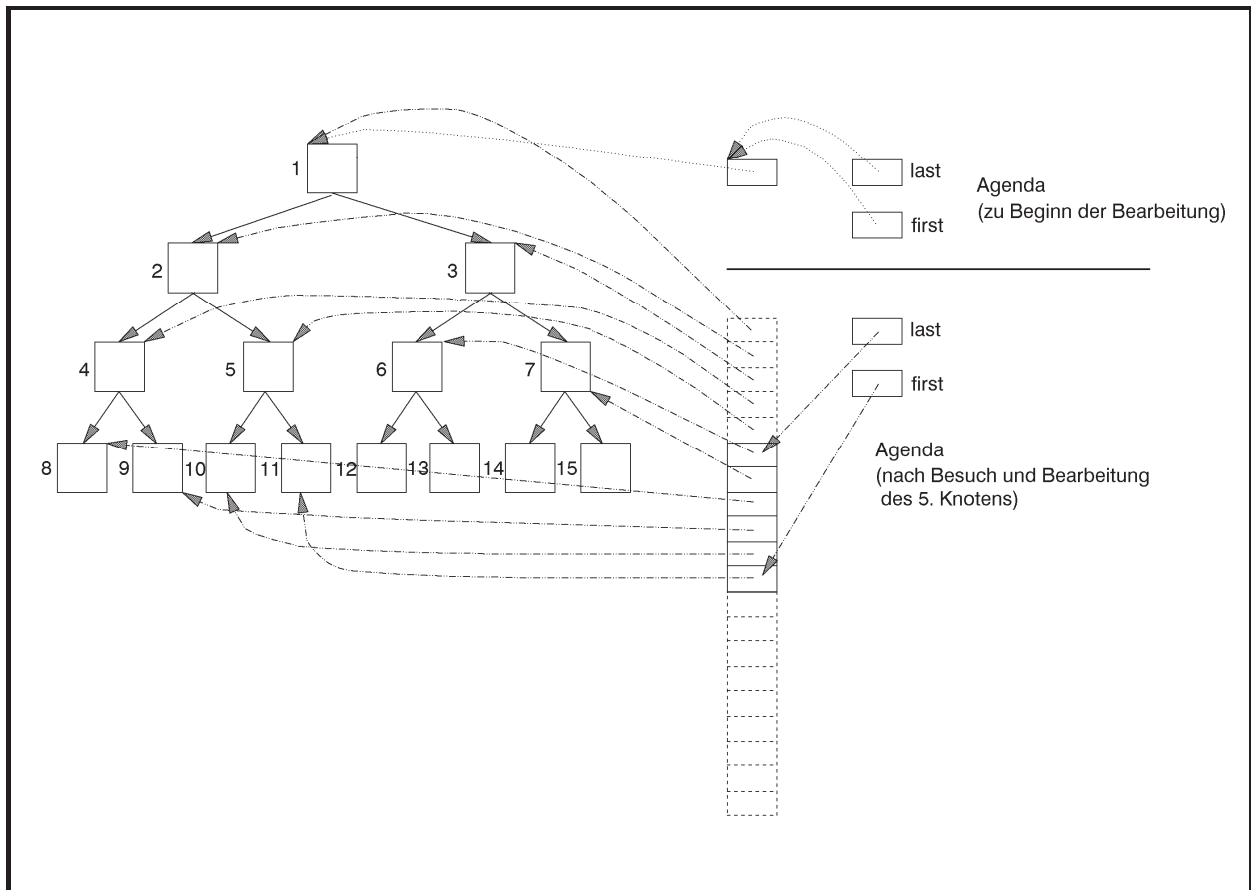 1
last
Agenda
(zu Beginn der Bearbeitung)
first
2
3
last
4
5
6
7
first
Agenda
(nach Besuch und Bearbeitung
des 5. Knotens)
8
9
10
11
12
13
14
15